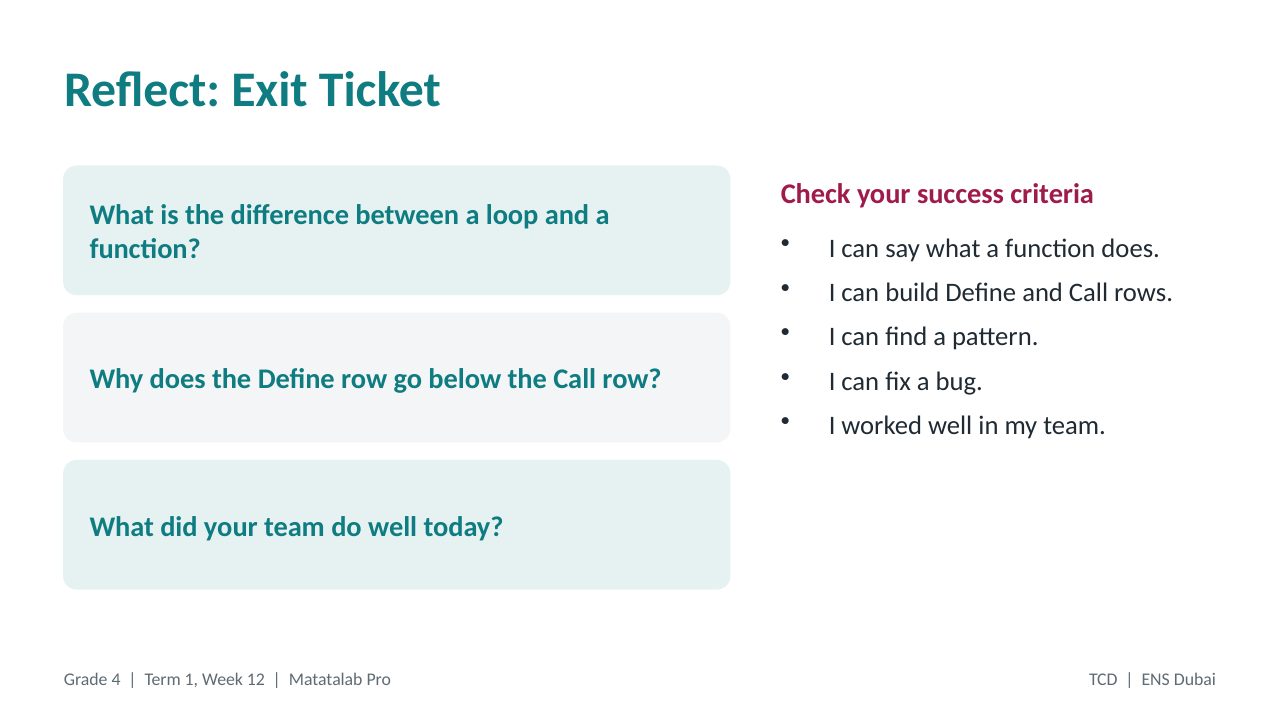 Reflect: Exit Ticket
What is the difference between a loop and a
function?
Why does the Define row go below the Call row?
What did your team do well today?
Check your success criteria
• I can say what a function does.
• I can build Define and Call rows.
• I can find a pattern.
• I can fix a bug.
• I worked well in my team.
Grade 4 | Term 1, Week 12 | Matatalab Pro
TCD | ENS Dubai